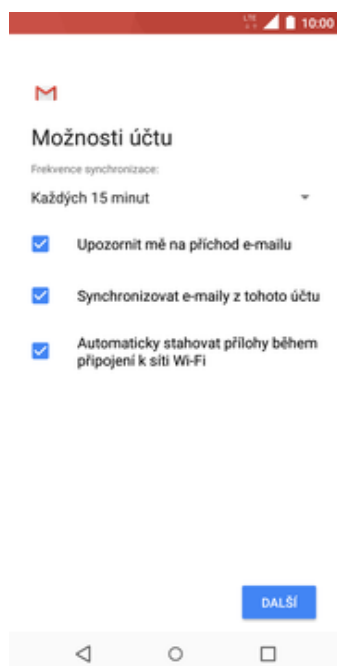 LTE 10:00
Možnosti účtu
Frekvence synchronizace:
Každých 15 minut
Upozornit mě na příchod e-mailu
Synchronizovat e-maily z tohoto účtu
Automaticky stahovat přílohy během
připojení k síti Wi-Fi
DALŠÍ